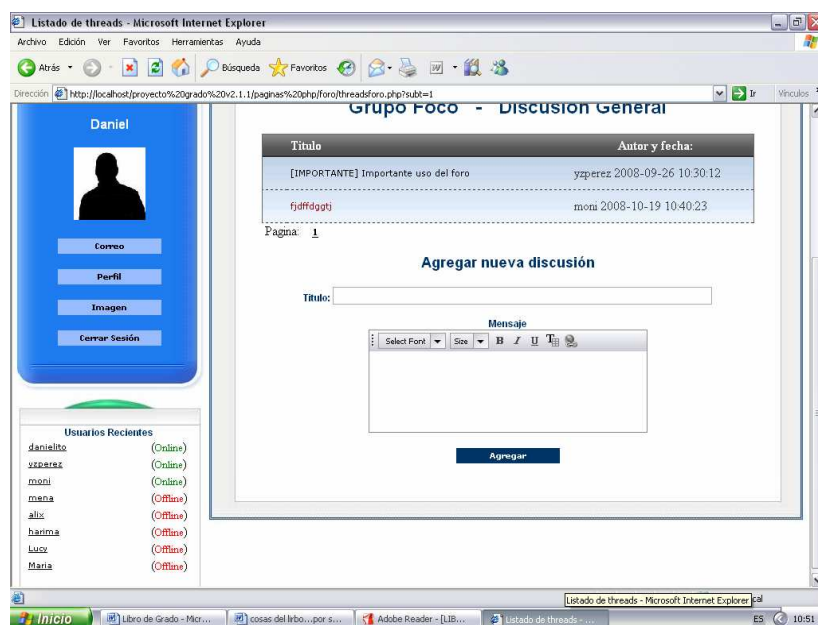 Listado de threads - Microsoft Internet Explorer
Archivo Edición Ver Favoritos Herramientas Ayuda
Atrás Búsqueda Favoritos
Dirección http://localhost/proyecto%20grado%20v2.1.1/paginas%20php/foro/threadsforo.php?subt=1 Ir Vínculos
Grupo Foco - Discusión General
Daniel
Titulo Autor y fecha:
[IMPORTANTE] Importante uso del foro yzperez 2008-09-26 10:30:12
fjdffdggtj moni 2008-10-19 10:40:23
Pagina: 1
Correo
Perfil
Imagen
Cerrar Sesión
Agregar nueva discusión
Titulo:
Mensaje
Select Font Size B I U
Agregar
Usuarios Recientes
danielito (Online)
yzperez (Online)
moni (Online)
mena (Offline)
alix (Offline)
harima (Offline)
Lucy (Offline)
Maria (Offline)
Listado de threads - Microsoft Internet Explorer cal
Inicio Libro de Grado - Micr... cosas del lirbo...por s... Adobe Reader - [LIB... Listado de threads - ... ES 10:51